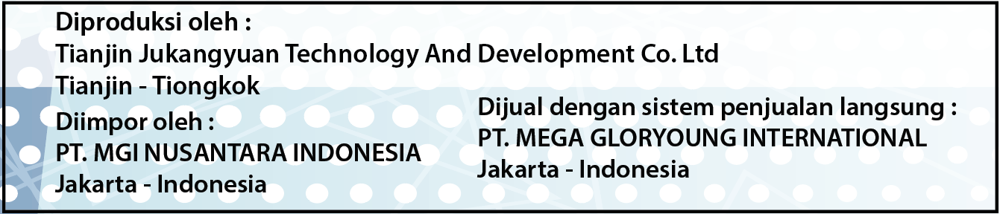 Diproduksi oleh :
Tianjin Jukangyuan Technology And Development Co. Ltd
Tianjin - Tiongkok
Diimpor oleh :
PT. MGI NUSANTARA INDONESIA
Jakarta - Indonesia
Dijual dengan sistem penjualan langsung :
PT. MEGA GLORYOUNG INTERNATIONAL
Jakarta - Indonesia